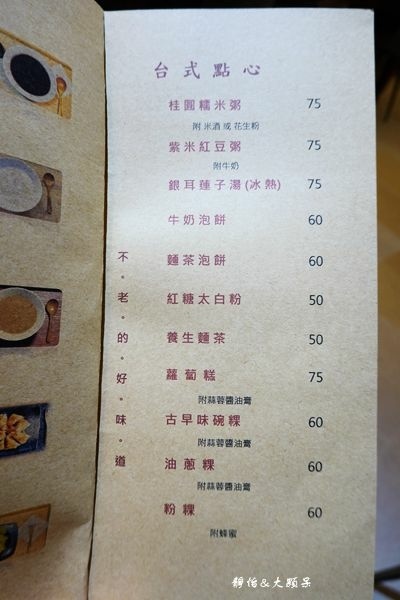 台式點心
桂圓糯米粥 75
附 米酒 或 花生粉
紫米紅豆粥 75
附牛奶
銀耳蓮子湯(冰熱) 75
牛奶泡餅 60
麵茶泡餅 60
紅糖太白粉 50
養生麵茶 50
蘿蔔糕 75
附蒜蓉醬油膏
古早味碗粿 60
附蒜蓉醬油膏
油蔥粿 60
附蒜蓉醬油膏
粉粿 60
附蜂蜜
不。老。的。好。味。道
靜怡&大顆呆